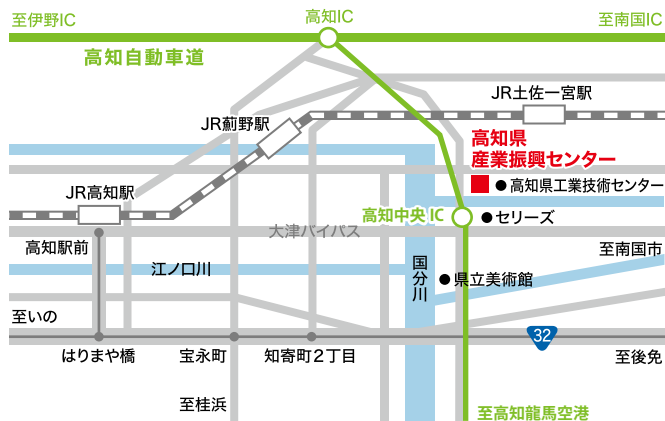 至伊野IC
高知IC
至南国IC
高知自動車道
JR土佐一宮駅
JR薊野駅
高知県
産業振興センター
JR高知駅
高知県工業技術センター
高知中央IC
セリーズ
大津バイパス
高知駅前
至南国市
江ノ口川
国分川
県立美術館
至いの
32
はりまや橋
宝永町
知寄町2丁目
至後免
至桂浜
至高知龍馬空港